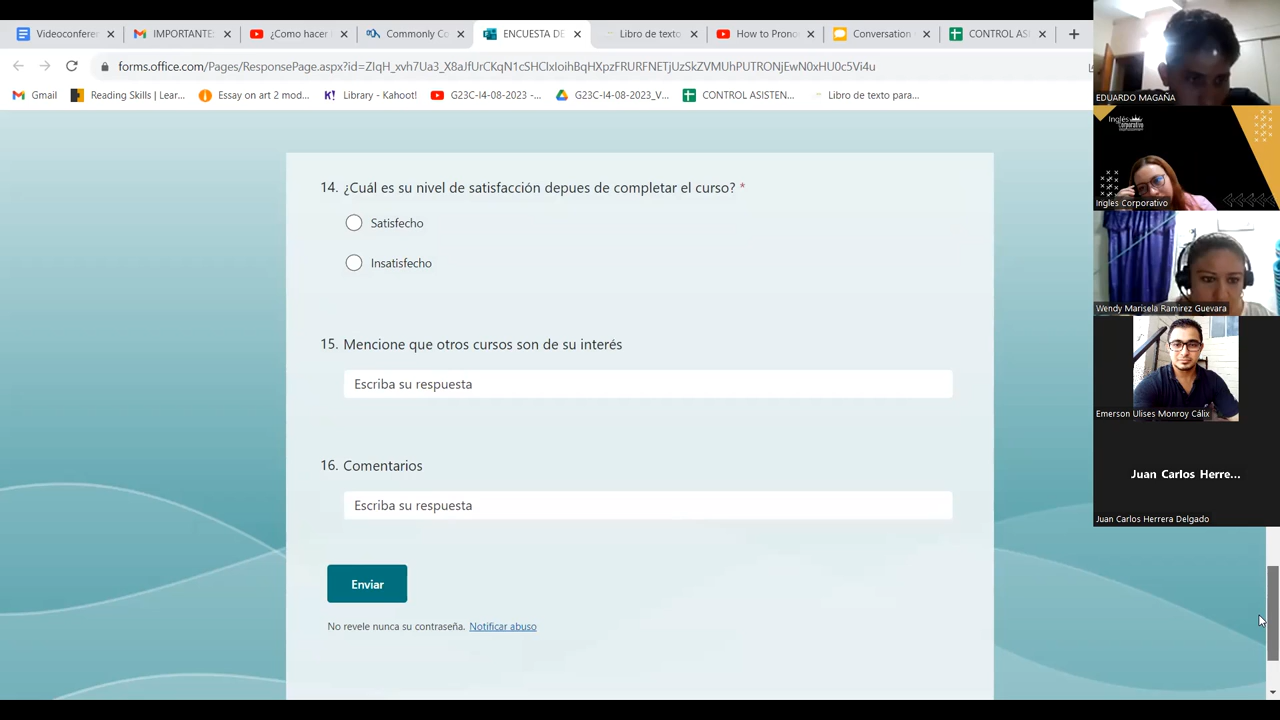 Videoconferen
IMPORTANTE:
¿Como hacer
Commonly Co
ENCUESTA DE
Libro de texto
How to Prono
Conversation
CONTROL ASI
forms.office.com/Pages/ResponsePage.aspx?id=ZIqH_xvh7Ua3_X8aJfUrCKqN1cSHCIxIoihBqHXpzFRURFNETjUzSkZVMUhPUTRONjEwN0xHU0c5Vi4u
Gmail
Reading Skills | Lear...
Essay on art 2 mod...
Library - Kahoot!
G23C-I4-08-2023 -...
G23C-I4-08-2023_V...
CONTROL ASISTEN...
Libro de texto para...
14. ¿Cuál es su nivel de satisfacción depues de completar el curso? *
Satisfecho
Insatisfecho
15. Mencione que otros cursos son de su interés
Escriba su respuesta
16. Comentarios
Escriba su respuesta
Enviar
No revele nunca su contraseña. Notificar abuso
EDUARDO MAGAÑA
Inglés
Corporativo
Ingles Corporativo
Wendy Marisela Ramirez Guevara
Emerson Ulises Monroy Cálix
Juan Carlos Herre...
Juan Carlos Herrera Delgado